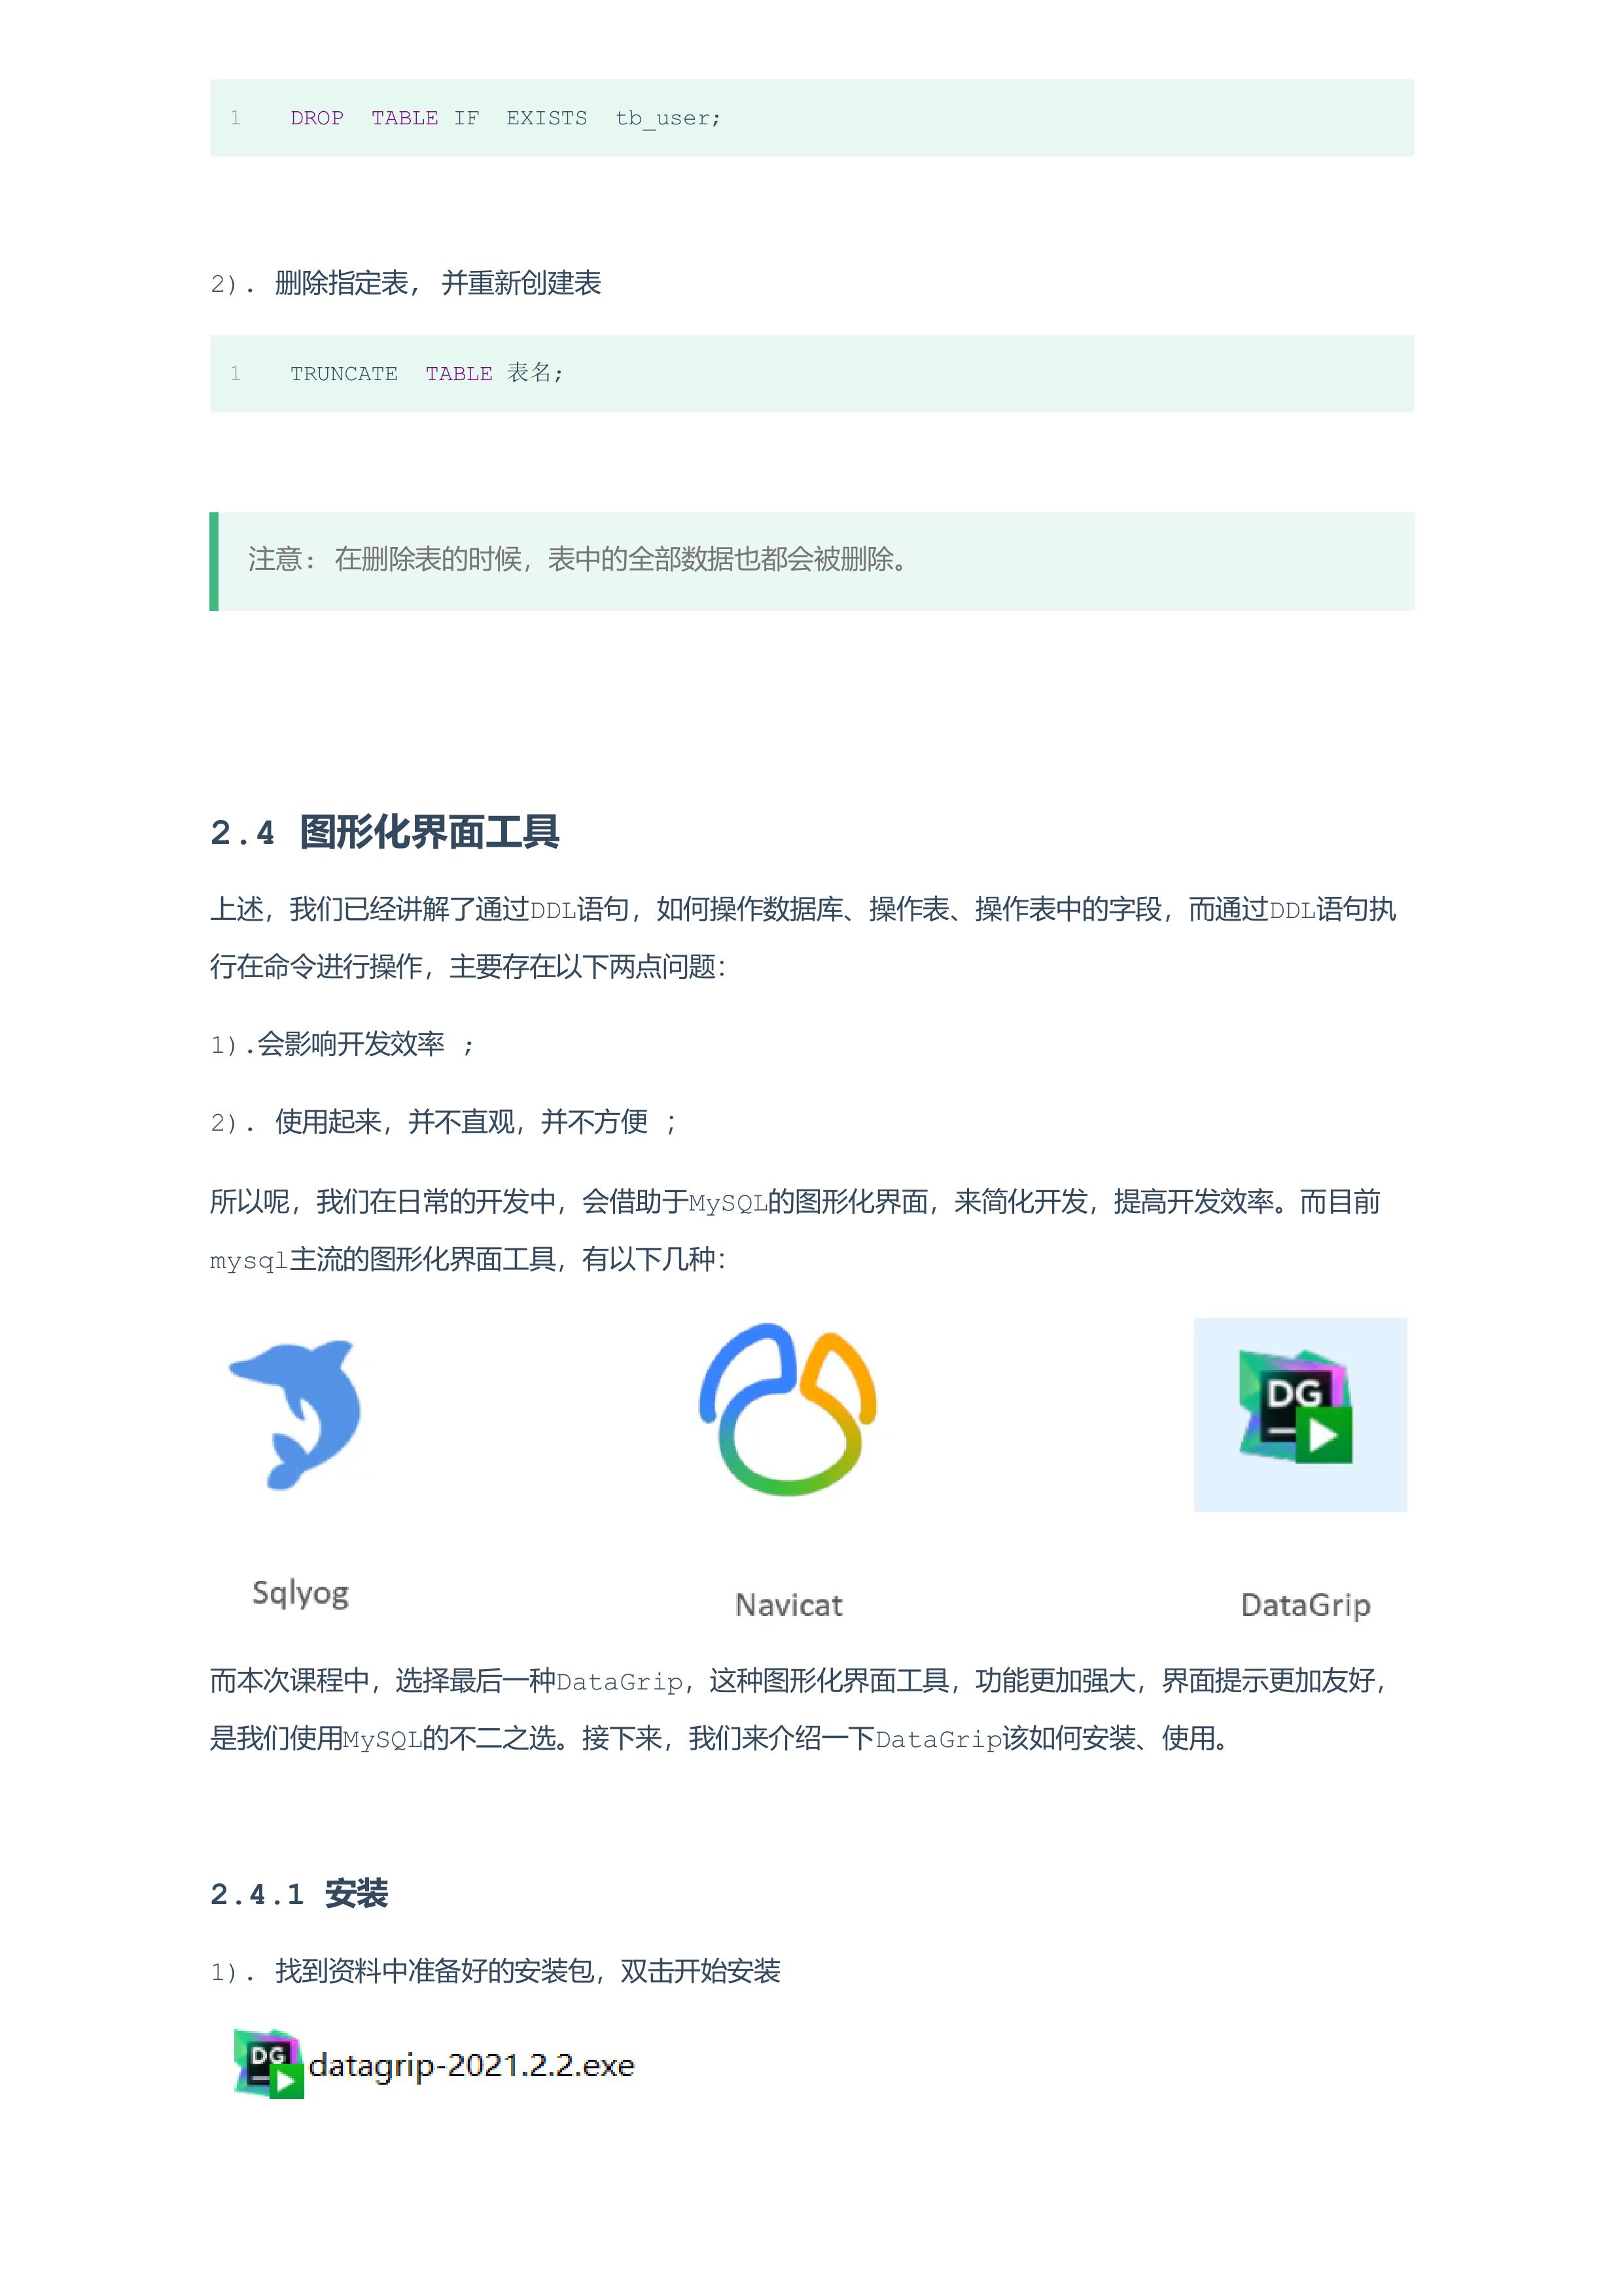 1 DROP TABLE IF EXISTS tb_user;
2). 删除指定表, 并重新创建表
1 TRUNCATE TABLE 表名;
注意: 在删除表的时候，表中的全部数据也都会被删除。
2.4 图形化界面工具
上述，我们已经讲解了通过DDL语句，如何操作数据库、操作表、操作表中的字段，而通过DDL语句执
行在命令进行操作，主要存在以下两点问题：
1).会影响开发效率 ;
2). 使用起来，并不直观，并不方便 ;
所以呢，我们在日常的开发中，会借助于MySQL的图形化界面，来简化开发，提高开发效率。而目前
mysql主流的图形化界面工具，有以下几种：
DG
Sqlyog Navicat DataGrip
而本次课程中，选择最后一种DataGrip，这种图形化界面工具，功能更加强大，界面提示更加友好，
是我们使用MySQL的不二之选。接下来，我们来介绍一下DataGrip该如何安装、使用。
2.4.1 安装
1). 找到资料中准备好的安装包，双击开始安装
DG datagrip-2021.2.2.exe